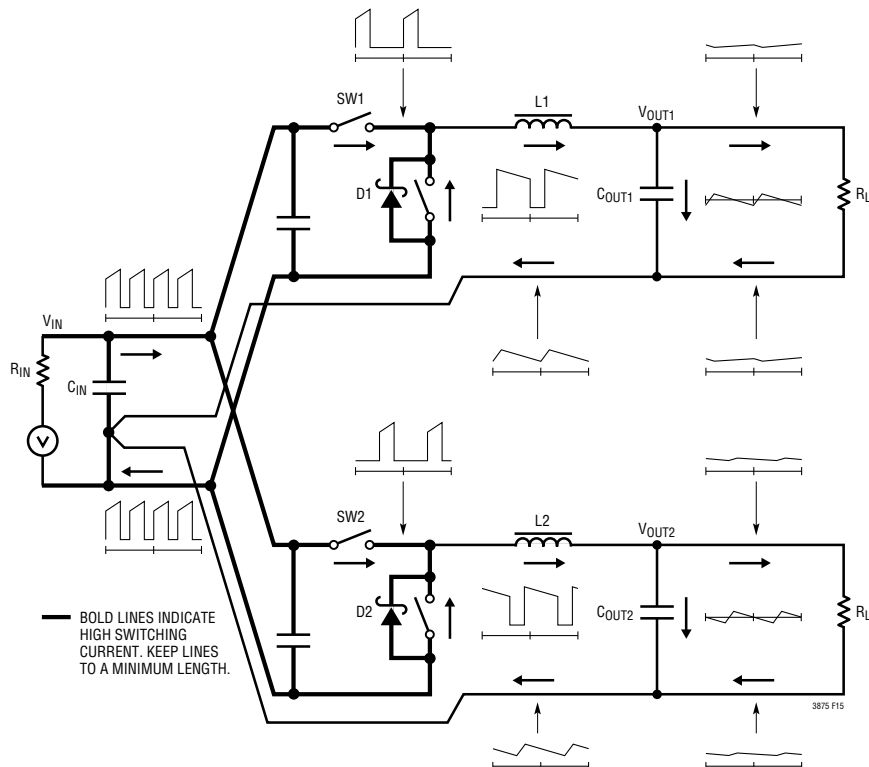 SW1
L1
VOUT1
D1
COUT1
RL
VIN
RIN
CIN
SW2
L2
VOUT2
D2
COUT2
RL
BOLD LINES INDICATE
HIGH SWITCHING
CURRENT. KEEP LINES
TO A MINIMUM LENGTH.
3875 F15